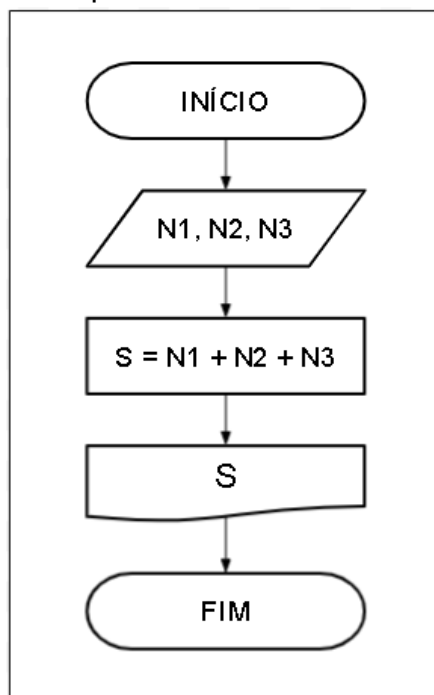 INÍCIO
N1, N2, N3
S = N1 + N2 + N3
S
FIM